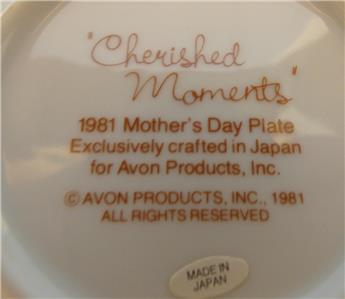 "Cherished
Moments"
1981 Mother's Day Plate
Exclusively crafted in Japan
for Avon Products, Inc.
© AVON PRODUCTS, INC., 1981
ALL RIGHTS RESERVED
MADE IN
JAPAN